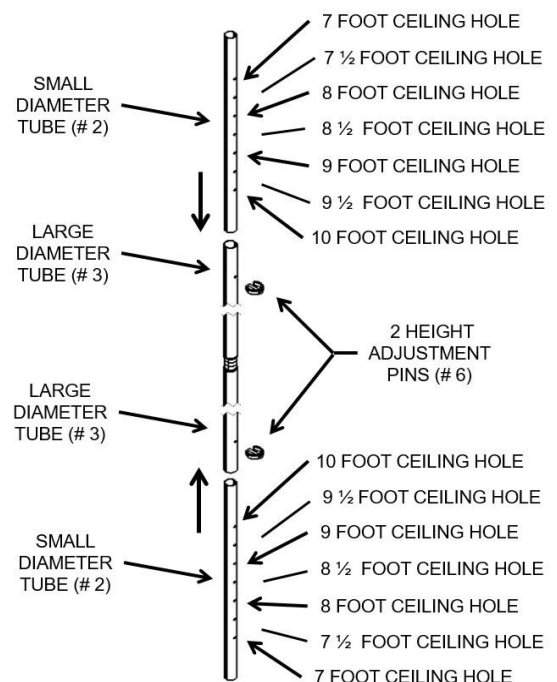 7 FOOT CEILING HOLE
7 ½ FOOT CEILING HOLE
8 FOOT CEILING HOLE
8 ½ FOOT CEILING HOLE
9 FOOT CEILING HOLE
9 ½ FOOT CEILING HOLE
10 FOOT CEILING HOLE
SMALL
DIAMETER
TUBE (# 2)
LARGE
DIAMETER
TUBE (# 3)
2 HEIGHT
ADJUSTMENT
PINS (# 6)
LARGE
DIAMETER
TUBE (# 3)
10 FOOT CEILING HOLE
9 ½ FOOT CEILING HOLE
9 FOOT CEILING HOLE
8 ½ FOOT CEILING HOLE
8 FOOT CEILING HOLE
7 ½ FOOT CEILING HOLE
7 FOOT CEILING HOLE
SMALL
DIAMETER
TUBE (# 2)